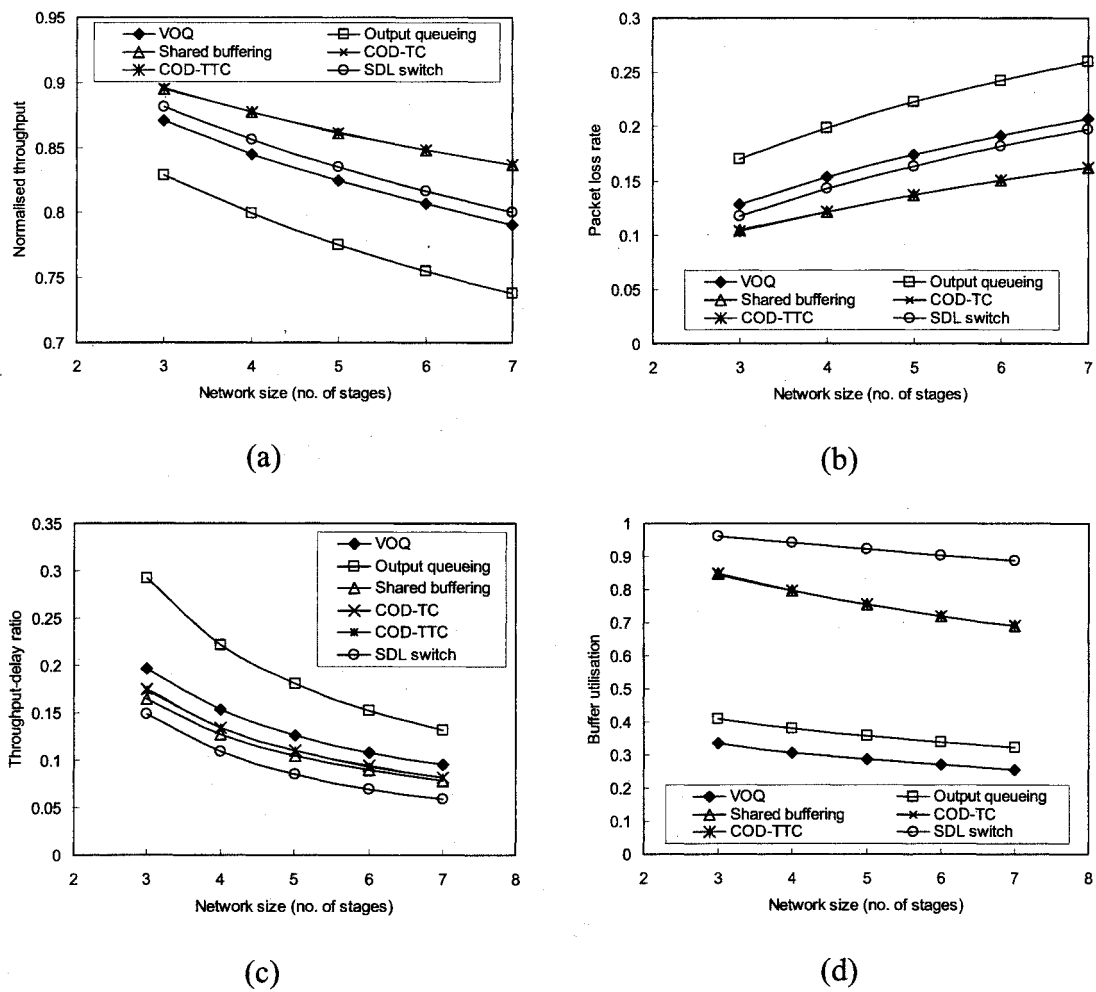 0.95
0.9
0.85
0.8
0.75
0.7
Normalised throughput
VOQ Output queueing
Shared buffering COD-TC
COD-TTC SDL switch
2 3 4 5 6 7
Network size (no. of stages)
(a)
0.3
0.25
0.2
0.15
0.1
0.05
0
Packet loss rate
VOQ Output queueing
Shared buffering COD-TC
COD-TTC SDL switch
2 3 4 5 6 7
Network size (no. of stages)
(b)
0.35
0.3
0.25
0.2
0.15
0.1
0.05
0
Throughput-delay ratio
VOQ
Output queueing
Shared buffering
COD-TC
COD-TTC
SDL switch
2 3 4 5 6 7 8
Network size (no. of stages)
(c)
1
0.9
0.8
0.7
0.6
0.5
0.4
0.3
0.2
0.1
0
Buffer utilisation
VOQ Output queueing
Shared buffering COD-TC
COD-TTC SDL switch
2 3 4 5 6 7 8
Network size (no. of stages)
(d)